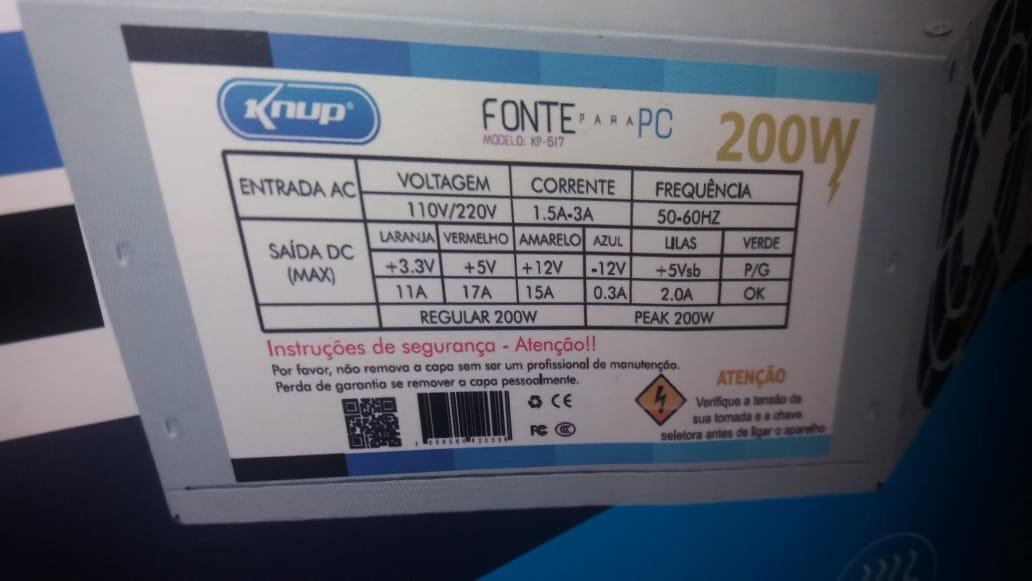 Knup
FONTE PARA PC
MODELO: KP-517
200W
ENTRADA AC VOLTAGEM CORRENTE FREQUÊNCIA
110V/220V 1.5A-3A 50-60HZ
SAÍDA DC (MAX) LARANJA VERMELHO AMARELO AZUL LILAS VERDE
+3.3V +5V +12V -12V +5Vsb P/G
11A 17A 15A 0.3A 2.0A OK
REGULAR 200W PEAK 200W
Instruções de segurança - Atenção!!
Por favor, não remova a capa sem ser um profissional de manutenção.
Perda de garantia se remover a capa pessoalmente.
CE
FC CCC
ATENÇÃO
Verifique a tensão da
sua tomada e a chave
seletora antes de ligar o aparelho